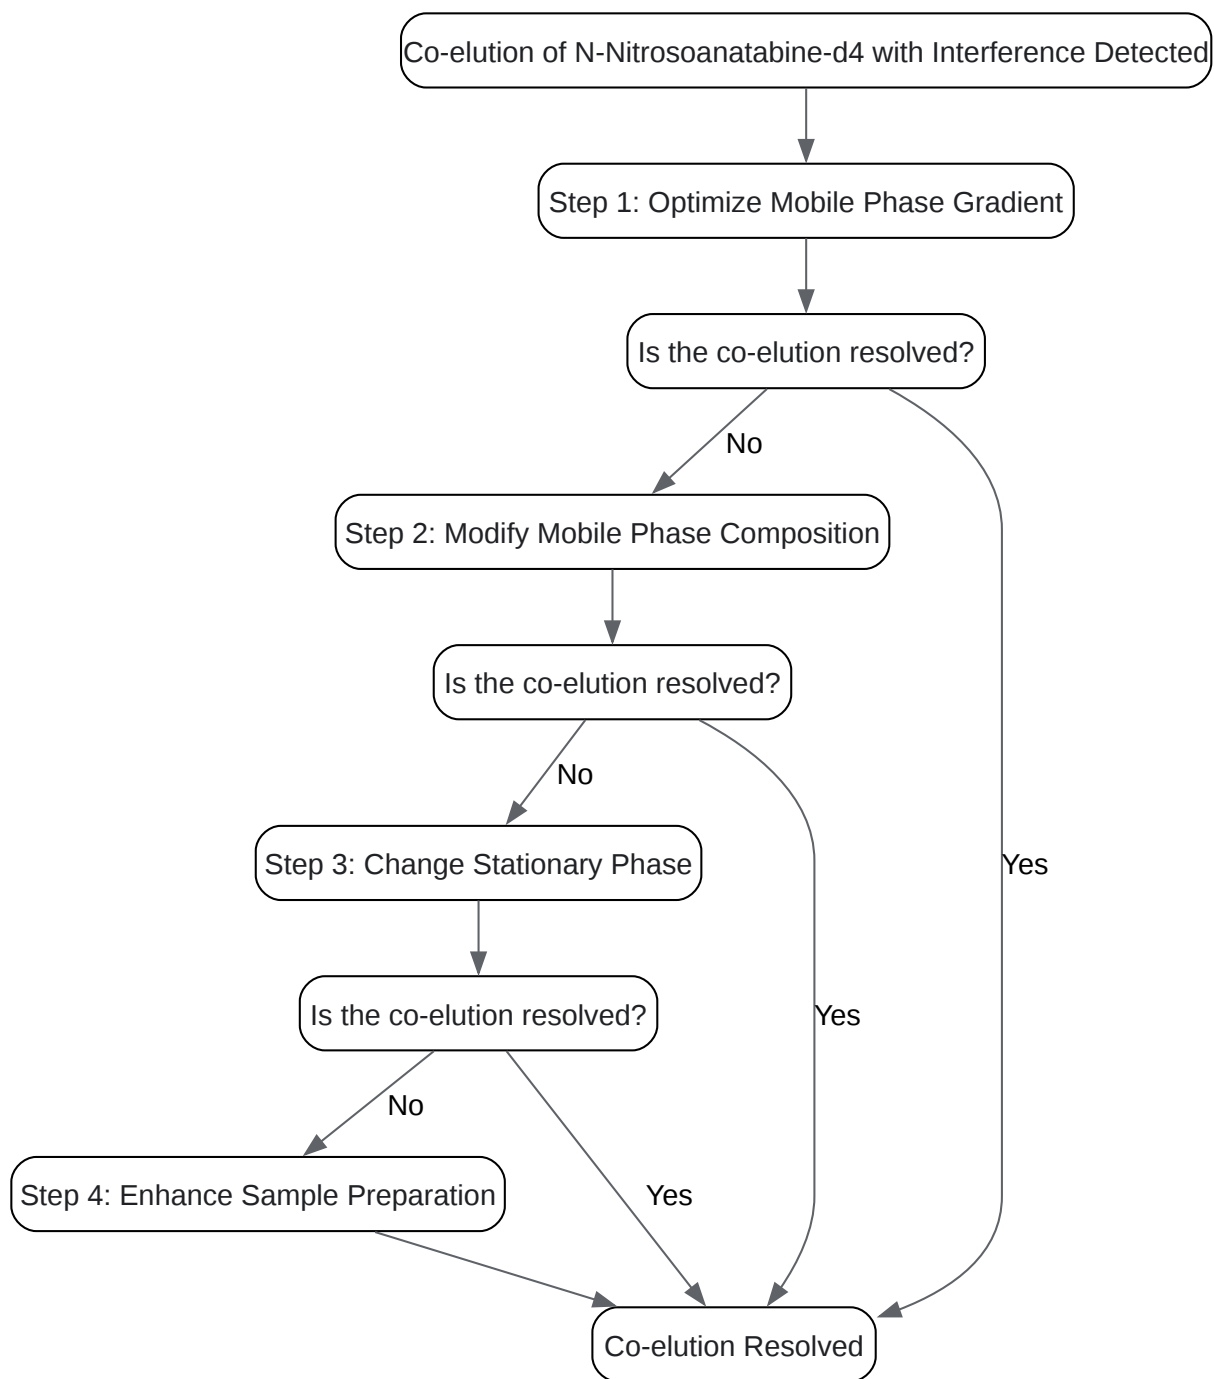 Co-elution of N-Nitrosoanatabine-d4 with Interference Detected
Step 1: Optimize Mobile Phase Gradient
Is the co-elution resolved?
No
Step 2: Modify Mobile Phase Composition
Is the co-elution resolved?
No
Step 3: Change Stationary Phase
Yes
Is the co-elution resolved?
Yes
No
Step 4: Enhance Sample Preparation
Yes
Co-elution Resolved